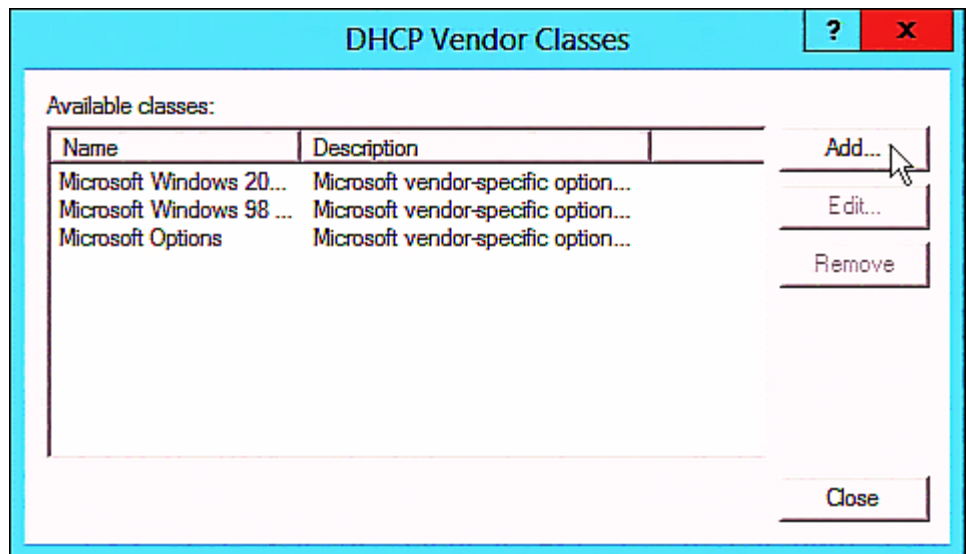 DHCP Vendor Classes ? x
Available classes:
Name Description
Add...
Microsoft Windows 20... Microsoft vendor-specific option...
Microsoft Windows 98 ... Microsoft vendor-specific option...
Edit...
Microsoft Options Microsoft vendor-specific option...
Remove
Close